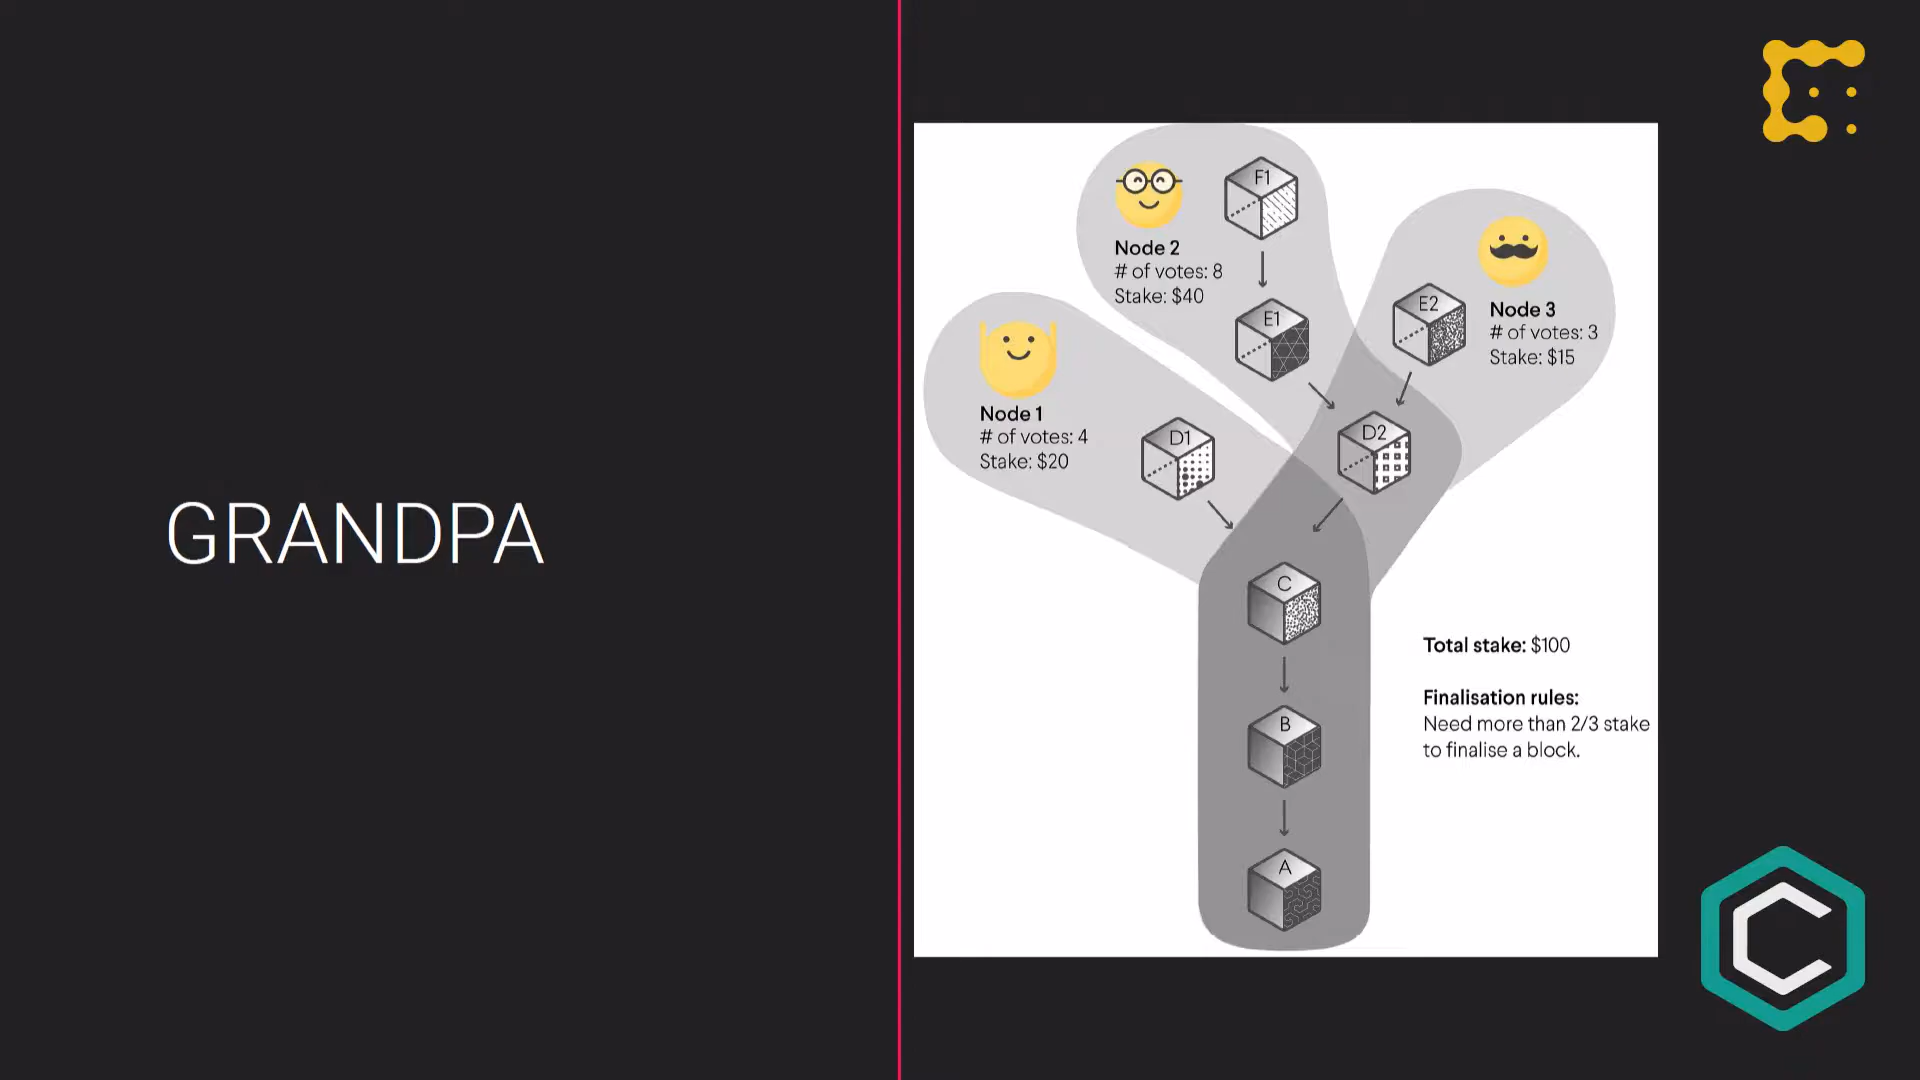 GRANDPA
F1
Node 2
# of votes: 8
Stake: $40
E1
E2
Node 3
# of votes: 3
Stake: $15
Node 1
# of votes: 4
Stake: $20
D1
D2
C
Total stake: $100
Finalisation rules:
Need more than 2/3 stake
to finalise a block.
B
A